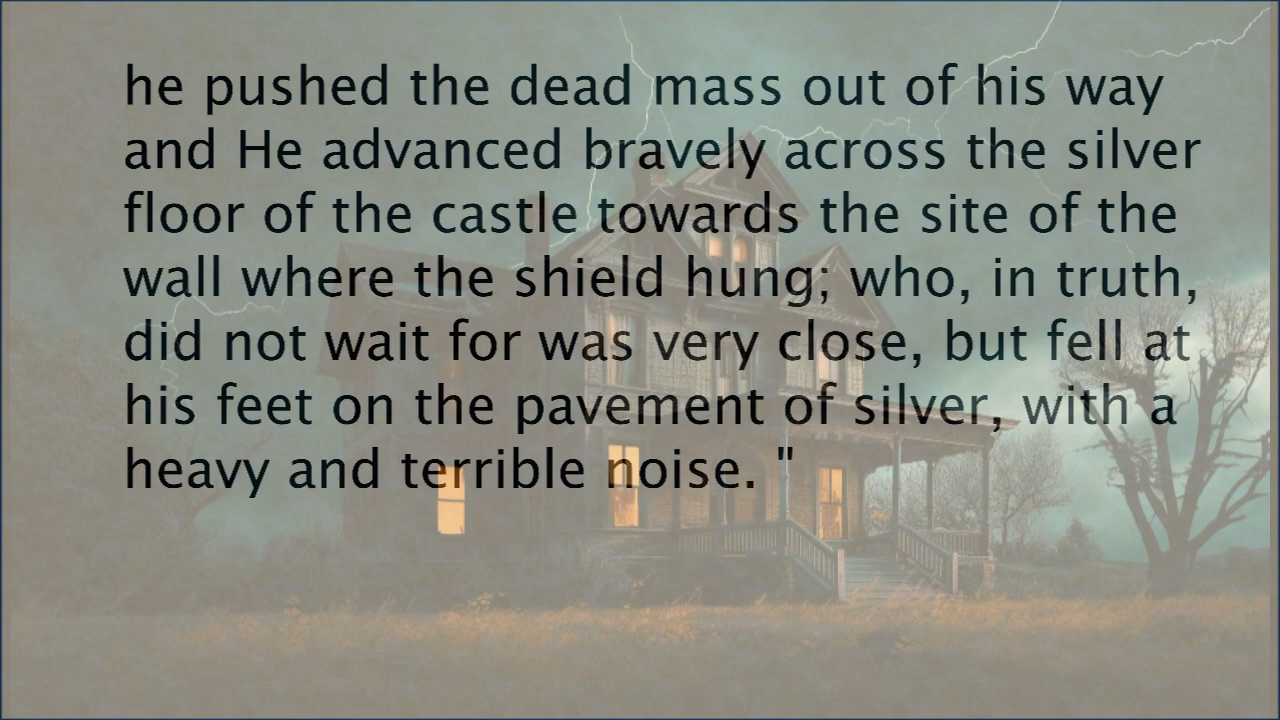 he pushed the dead mass out of his way
and He advanced bravely across the silver
floor of the castle towards the site of the
wall where the shield hung; who, in truth,
did not wait for was very close, but fell at
his feet on the pavement of silver, with a
heavy and terrible noise. "